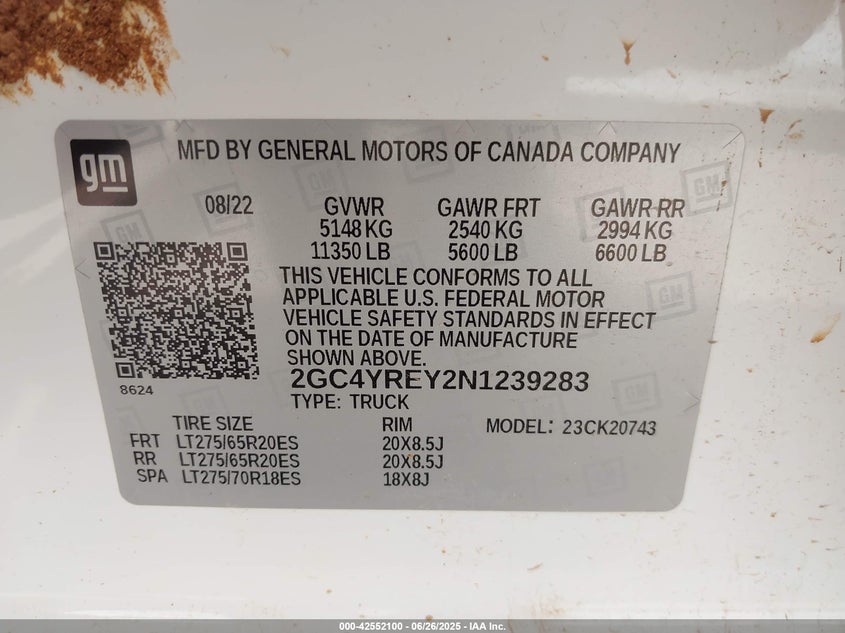 gm
MFD BY GENERAL MOTORS OF CANADA COMPANY
08/22 GVWR GAWR FRT GAWR RR
5148 KG 2540 KG 2994 KG
11350 LB 5600 LB 6600 LB
THIS VEHICLE CONFORMS TO ALL
APPLICABLE U.S. FEDERAL MOTOR
VEHICLE SAFETY STANDARDS IN EFFECT
ON THE DATE OF MANUFACTURE
SHOWN ABOVE.
8624
2GC4YREY2N1239283
TYPE: TRUCK
TIRE SIZE RIM MODEL: 23CK20743
FRT LT275/65R20ES 20X8.5J
RR LT275/65R20ES 20X8.5J
SPA LT275/70R18ES 18X8J
000-42552100 - 06/26/2025 - IAA Inc.